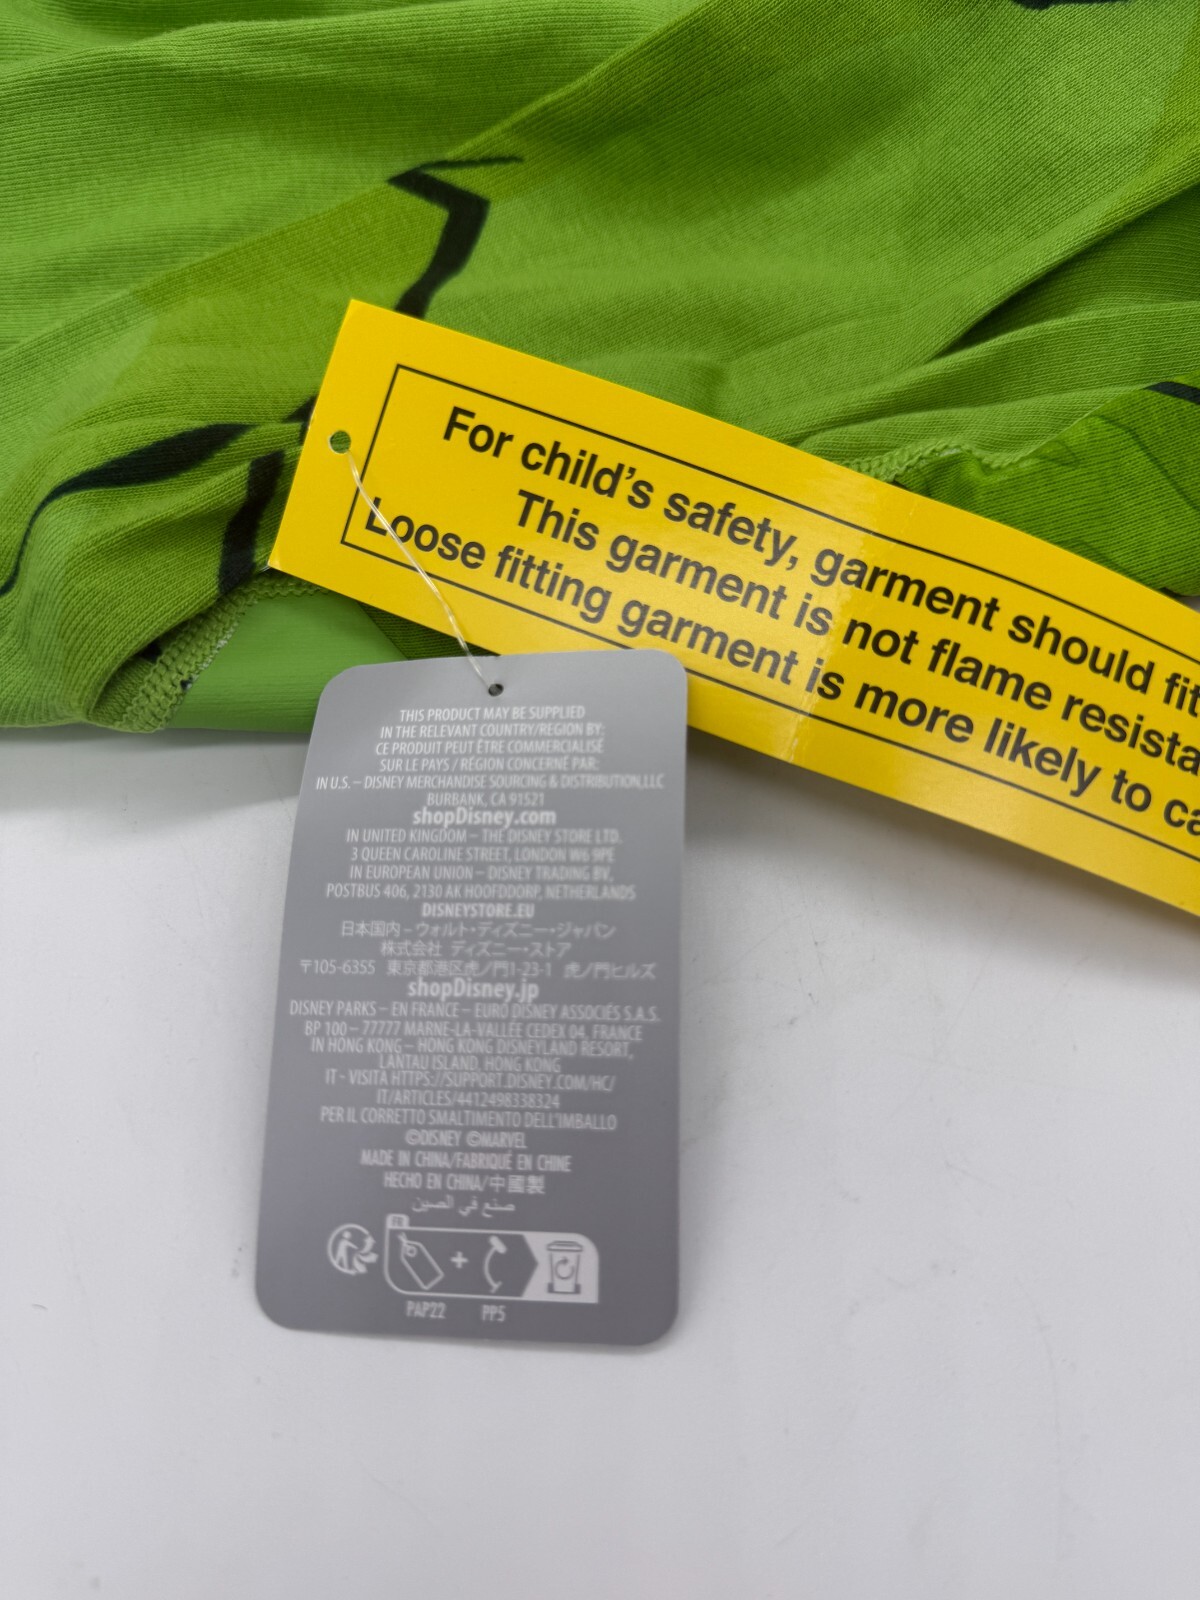 For child's safety, garment should fit
This garment is not flame resista
Loose fitting garment is more likely to ca
THIS PRODUCT MAY BE SUPPLIED
IN THE RELEVANT COUNTRY/REGION BY:
CE PRODUIT PEUT ÊTRE COMMERCIALISÉ
SUR LE PAYS / RÉGION CONCERNÉ PAR:
IN U.S. – DISNEY MERCHANDISE SOURCING & DISTRIBUTION,LLC
BURBANK, CA 91521
shopDisney.com
IN UNITED KINGDOM – THE DISNEY STORE LTD.
3 QUEEN CAROLINE STREET, LONDON W6 9PE
IN EUROPEAN UNION – DISNEY TRADING BV,
POSTBUS 406, 2130 AK HOOFDDORP, NETHERLANDS
DISNEYSTORE.EU
日本国内 – ウォルト・ディズニー・ジャパン
株式会社 ディズニー・ストア
〒105-6355 東京都港区虎ノ門1-23-1 虎ノ門ヒルズ
shopDisney.jp
DISNEY PARKS – EN FRANCE – EURO DISNEY ASSOCIÉS S.A.S.
BP 100 – 77777 MARNE-LA-VALLÉE CEDEX 04, FRANCE
IN HONG KONG – HONG KONG DISNEYLAND RESORT,
LANTAU ISLAND, HONG KONG
IT - VISITA HTTPS://SUPPORT.DISNEY.COM/HC/
IT/ARTICLES/4412498338324
PER IL CORRETTO SMALTIMENTO DELL'IMBALLO
©DISNEY ©MARVEL
MADE IN CHINA/FABRIQUÉ EN CHINE
HECHO EN CHINA/中國製
صنع في الصين
FR
+
PAP22 PP5